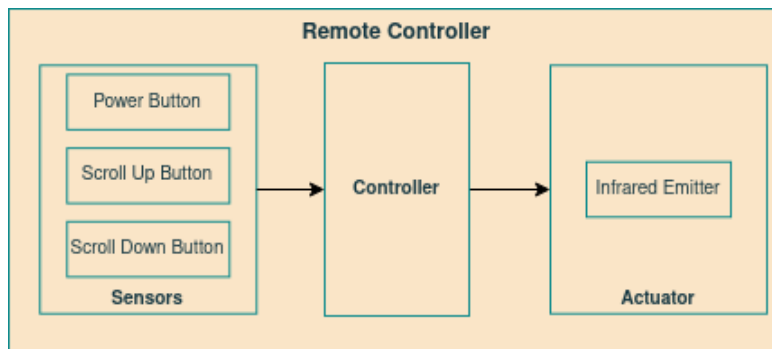 Remote Controller
Power Button
Scroll Up Button
Scroll Down Button
Sensors
Controller
Infrared Emitter
Actuator